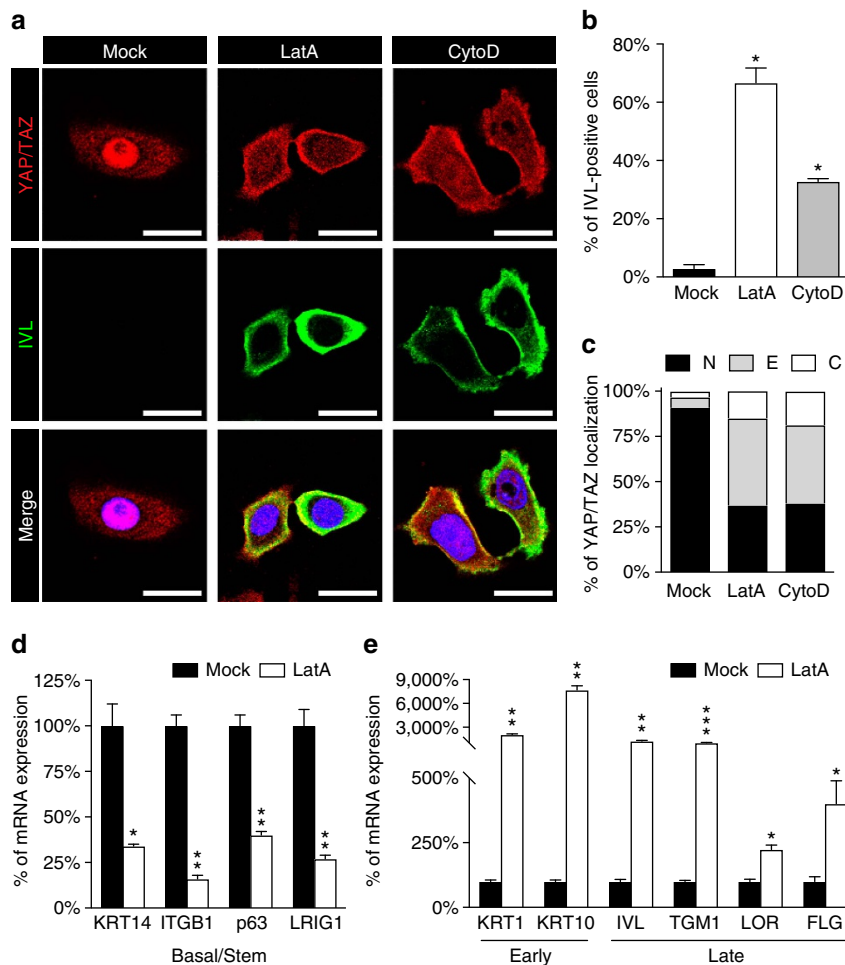 a
Mock
LatA
CytoD
YAP/TAZ
IVL
Merge
b
% of IVL-positive cells
80%
60%
40%
20%
0%
*
*
Mock
LatA
CytoD
c
N
E
C
% of YAP/TAZ localization
100%
75%
50%
25%
0%
Mock
LatA
CytoD
d
Mock
LatA
% of mRNA expression
125%
100%
75%
50%
25%
0%
*
**
**
**
KRT14
ITGB1
p63
LRIG1
Basal/Stem
e
Mock
LatA
% of mRNA expression
9,000%
6,000%
3,000%
500%
250%
0%
**
**
**
***
*
*
KRT1
KRT10
IVL
TGM1
LOR
FLG
Early
Late